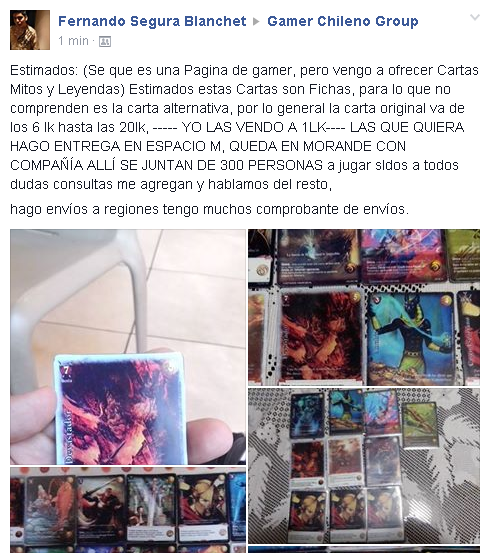 Fernando Segura Blanchet ▸ Gamer Chileno Group
1 min ·
Estimados: (Se que es una Pagina de gamer, pero vengo a ofrecer Cartas
Mitos y Leyendas) Estimados estas Cartas son Fichas, para lo que no
comprenden es la carta alternativa, por lo general la carta original va de
los 6 lk hasta las 20lk, ----- YO LAS VENDO A 1LK---- LAS QUE QUIERA
HAGO ENTREGA EN ESPACIO M, QUEDA EN MORANDE CON
COMPAÑÍA ALLÍ SE JUNTAN DE 300 PERSONAS a jugar sldos a todos
dudas consultas me agregan y hablamos del resto,
hago envíos a regiones tengo muchos comprobante de envíos.
7
Devastador